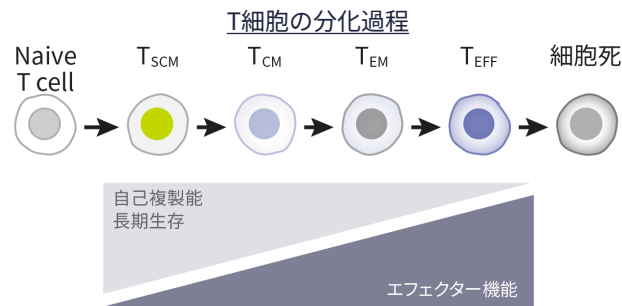 T細胞の分化過程
Naive
T cell
TSCM
TCM
TEM
TEFF
細胞死
自己複製能
長期生存
エフェクター機能